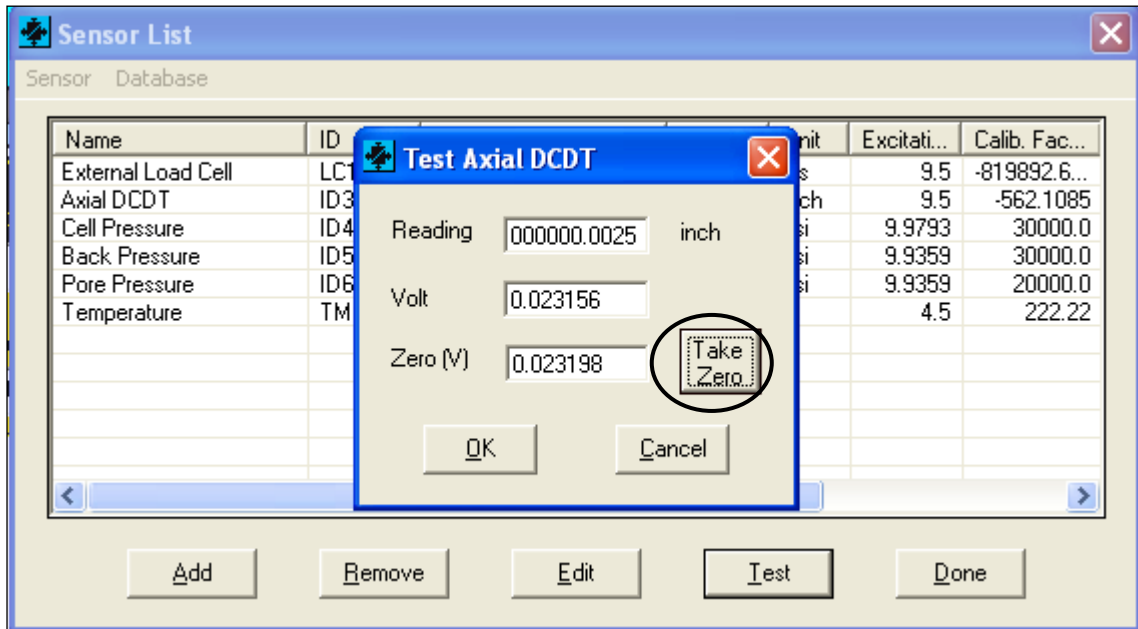 Sensor List
Sensor Database
Name ID Excitati... Calib. Fac...
External Load Cell 9.5 -819892.6...
Axial DCDT ID3 9.5 -562.1085
Cell Pressure ID4 9.9793 30000.0
Back Pressure ID5 9.9359 30000.0
Pore Pressure ID6 9.9359 20000.0
Temperature TM 4.5 222.22
Test Axial DCDT
Reading 000000.0025 inch
Volt 0.023156
Zero (V) 0.023198
Take
Zero
OK Cancel
Add Remove Edit Test Done